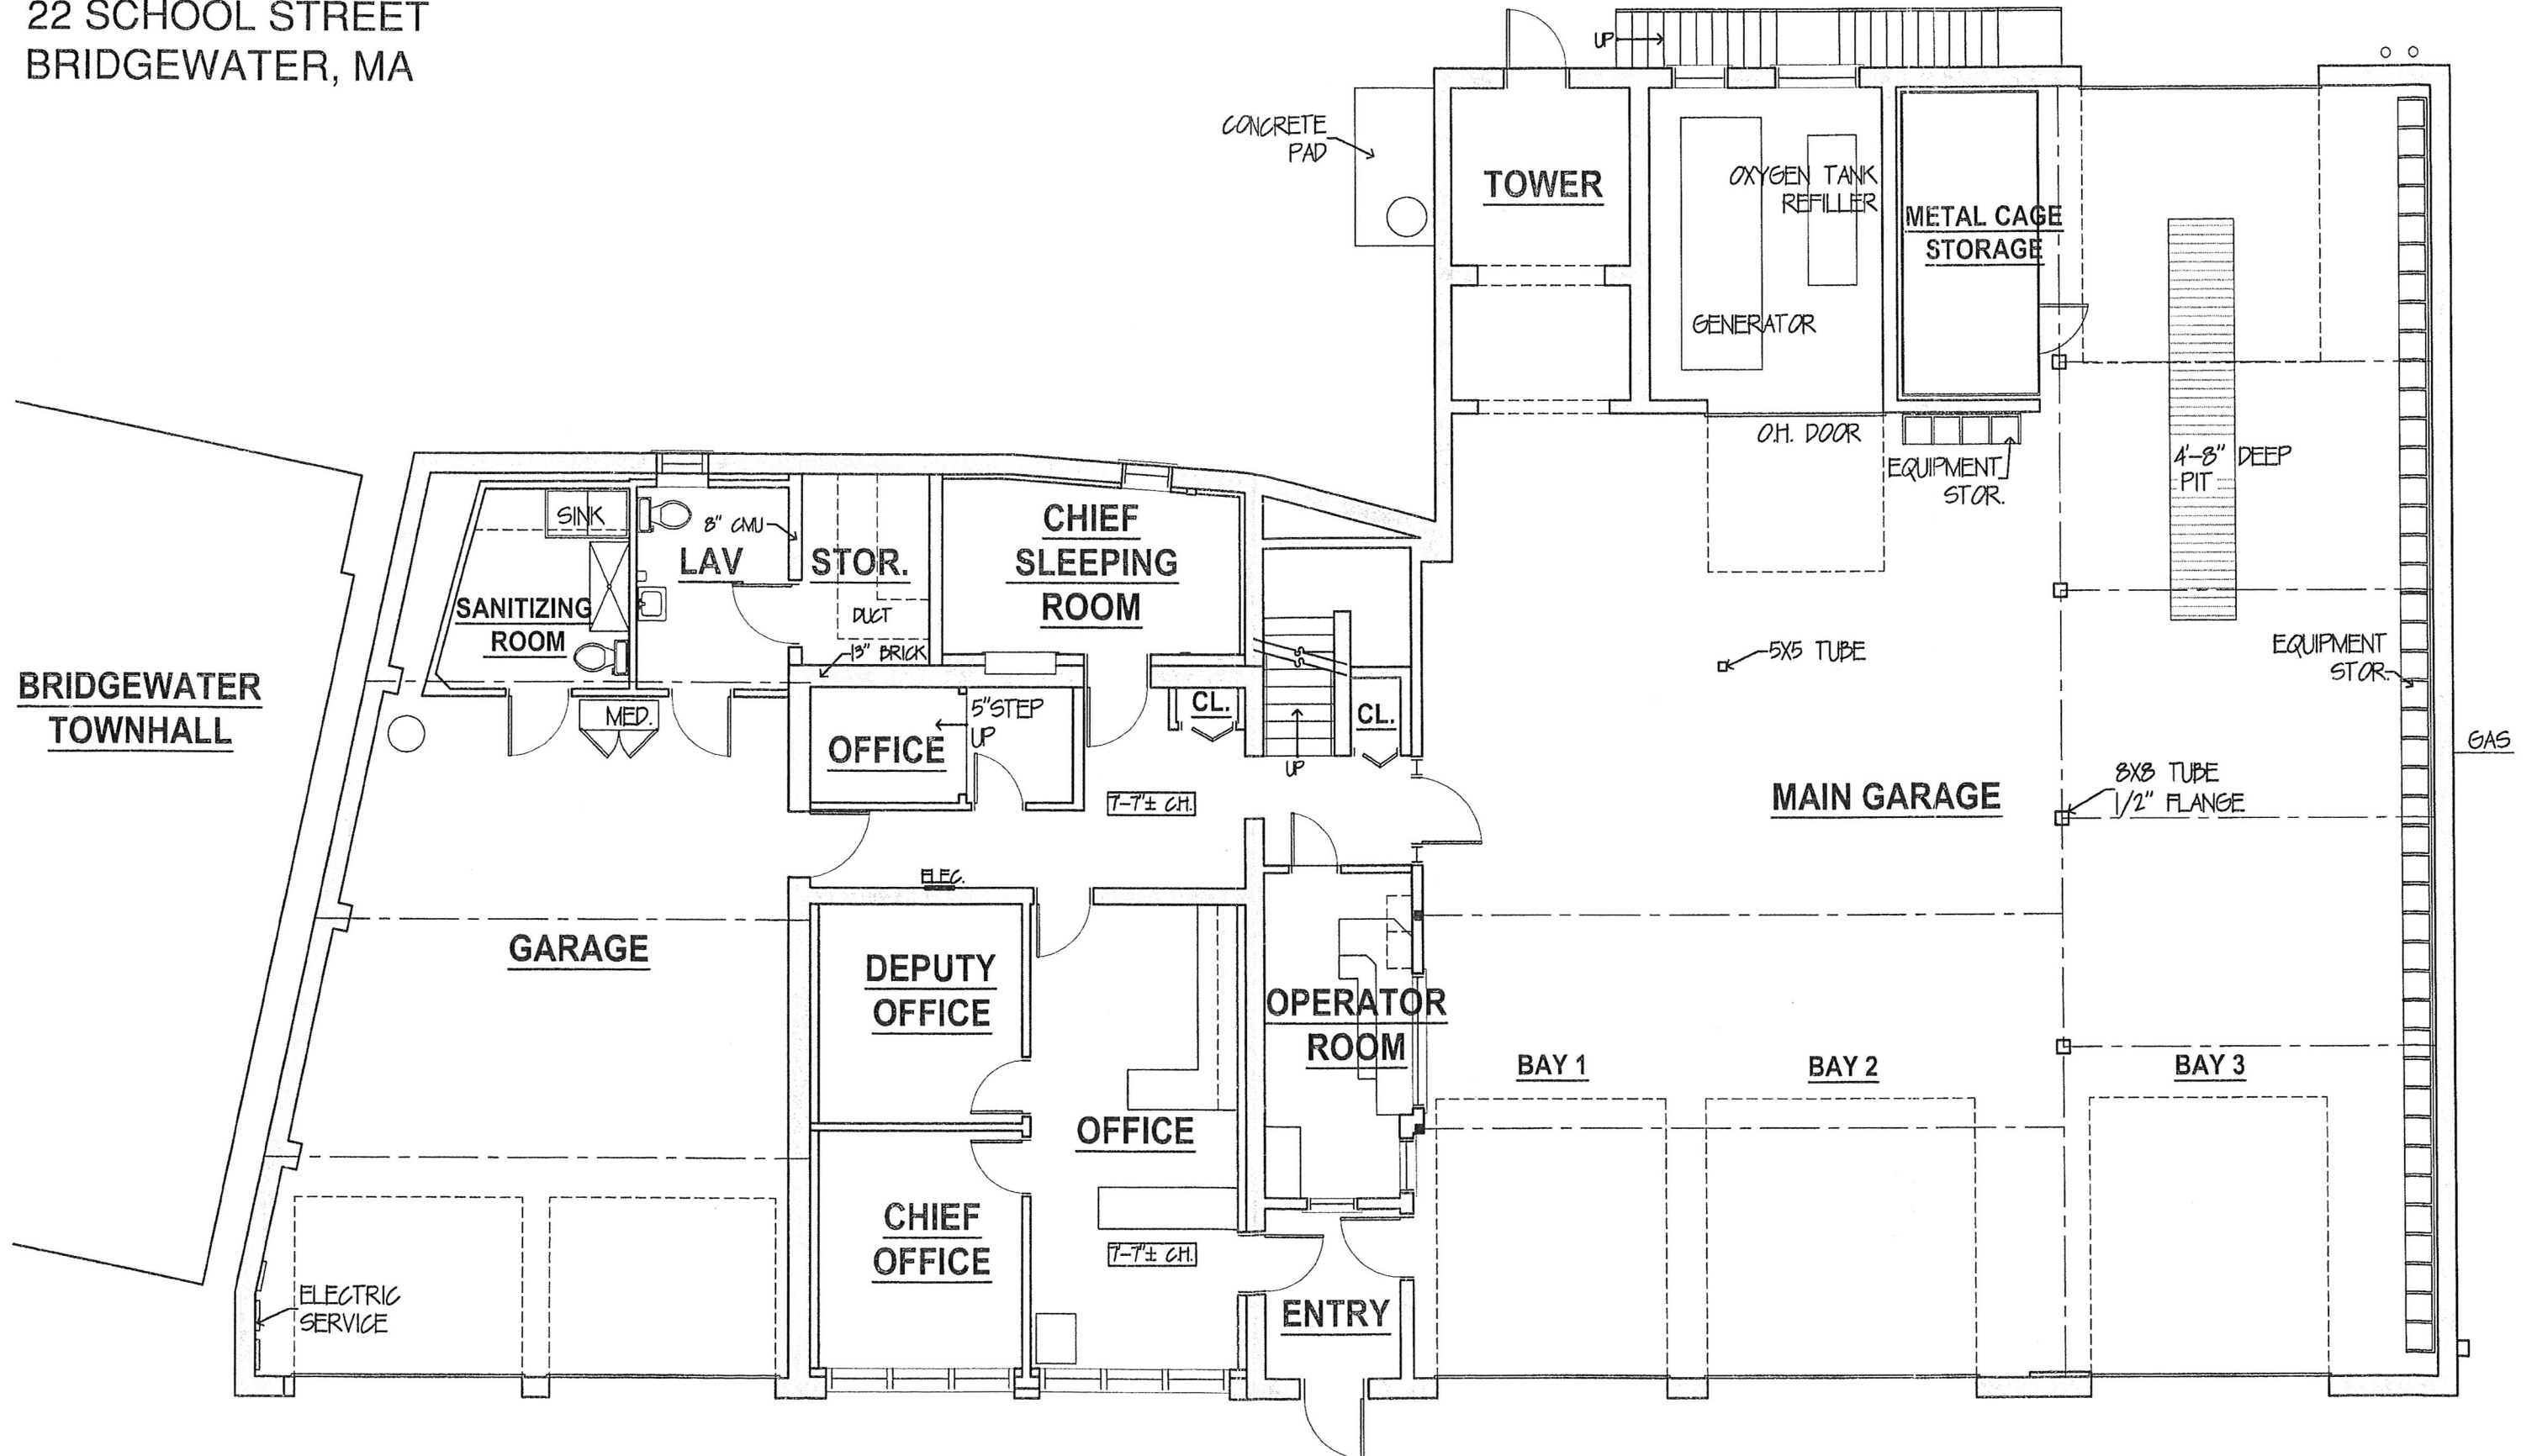 22 SCHOOL STREET
BRIDGEWATER, MA
UP
CONCRETE
PAD
TOWER
OXYGEN TANK
REFILLER
GENERATOR
METAL CAGE
STORAGE
O.H. DOOR
EQUIPMENT
STOR.
4'-8" DEEP
PIT
SINK
8" CMU
LAV
STOR.
CHIEF
SLEEPING
ROOM
SANITIZING
ROOM
DUCT
13" BRICK
5X5 TUBE
EQUIPMENT
STOR.
BRIDGEWATER
TOWNHALL
MED.
OFFICE
5"STEP
UP
CL.
CL.
UP
GAS
7'-7"± C.H.
MAIN GARAGE
8X8 TUBE
1/2" FLANGE
ELEC.
GARAGE
DEPUTY
OFFICE
OPERATOR
ROOM
BAY 1
BAY 2
BAY 3
OFFICE
CHIEF
OFFICE
7'-7"± C.H.
ELECTRIC
SERVICE
ENTRY